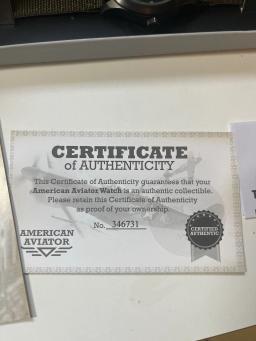 CERTIFICATE
of AUTHENTICITY
This Certificate of Authenticity guarantees that your
American Aviator Watch is an authentic collectible.
Please retain this Certificate of Authenticity
as proof of your ownership.
No. 346731
AMERICAN
AVIATOR
CERTIFIED
AUTHENTIC